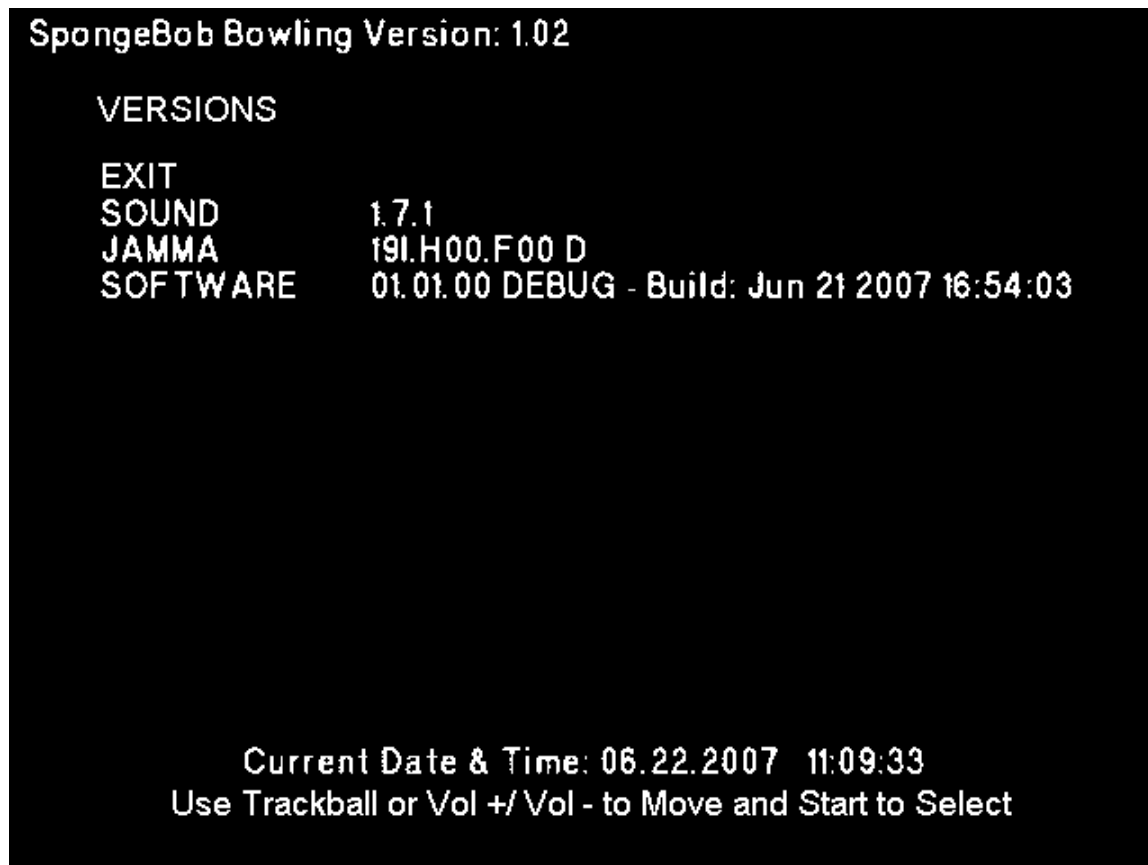 SpongeBob Bowling Version: 1.02
VERSIONS
EXIT
SOUND 1.7.1
JAMMA 19I.H00.F00 D
SOFTWARE 01.01.00 DEBUG - Build: Jun 21 2007 16:54:03
Current Date & Time: 06.22.2007 11:09:33
Use Trackball or Vol +/ Vol - to Move and Start to Select